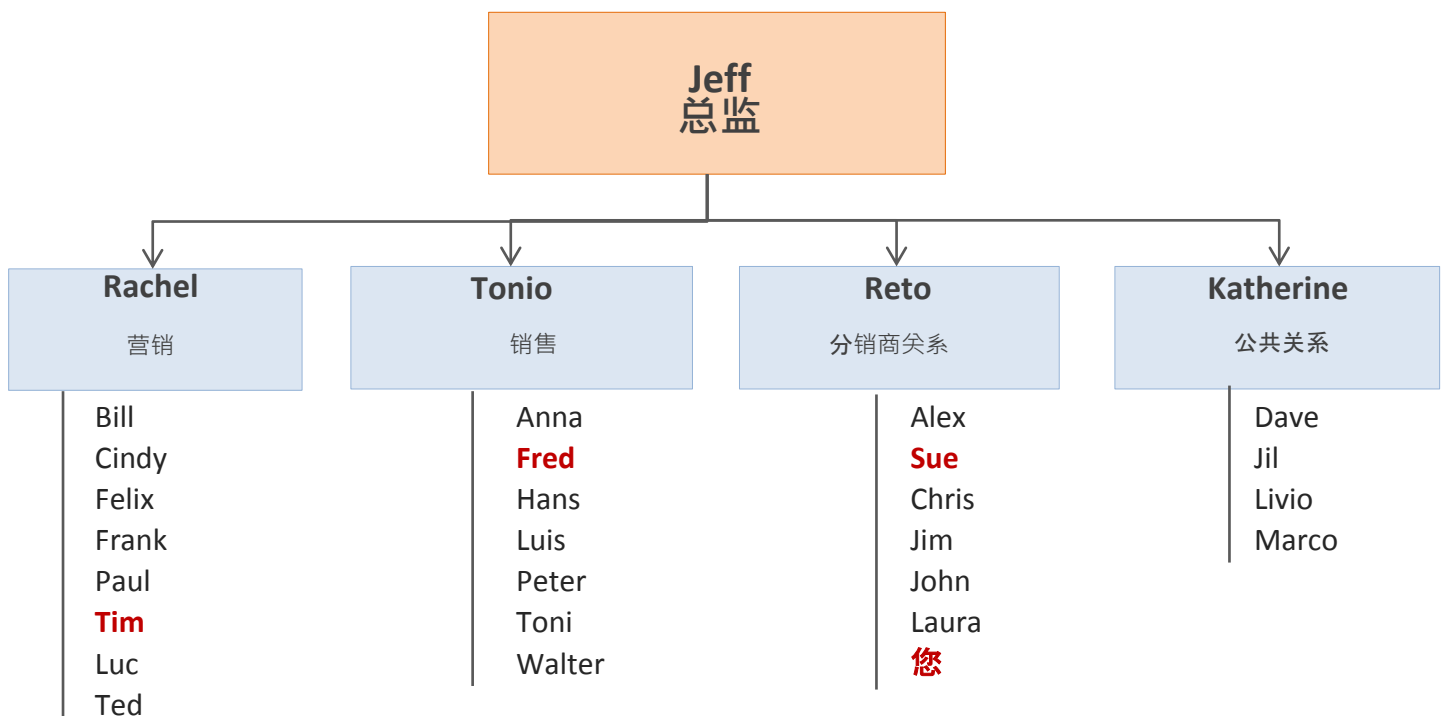 Jeff
总监
Rachel
营销
Bill
Cindy
Felix
Frank
Paul
Tim
Luc
Ted
Tonio
销售
Anna
Fred
Hans
Luis
Peter
Toni
Walter
Reto
分销商关系
Alex
Sue
Chris
Jim
John
Laura
您
Katherine
公共关系
Dave
Jil
Livio
Marco